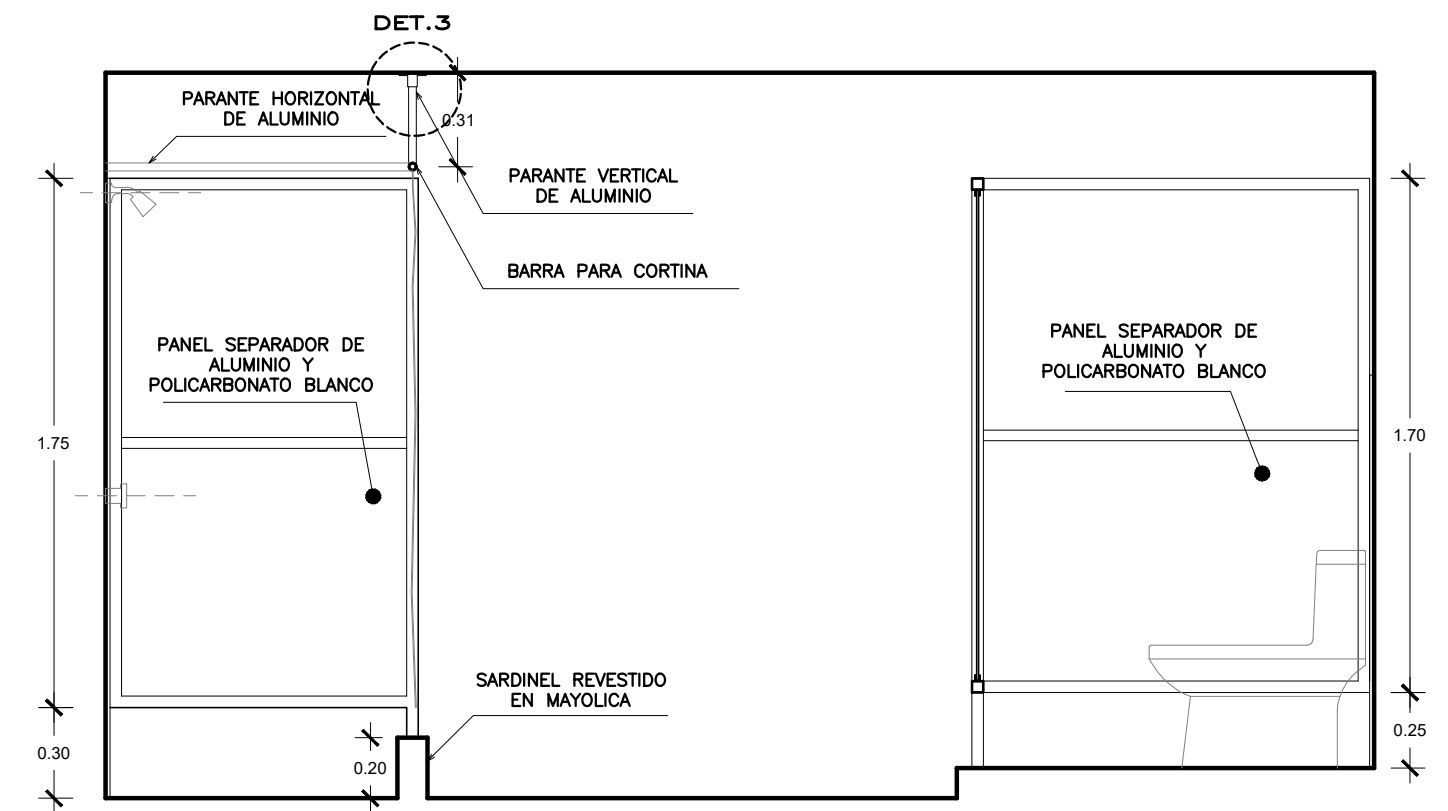 DET.3
PARANTE HORIZONTAL
DE ALUMINIO
0.31
PARANTE VERTICAL
DE ALUMINIO
BARRA PARA CORTINA
PANEL SEPARADOR DE
ALUMINIO Y
POLICARBONATO BLANCO
PANEL SEPARADOR DE
ALUMINIO Y
POLICARBONATO BLANCO
1.75
1.70
SARDINEL REVESTIDO
EN MAYOLICA
0.30
0.20
0.25